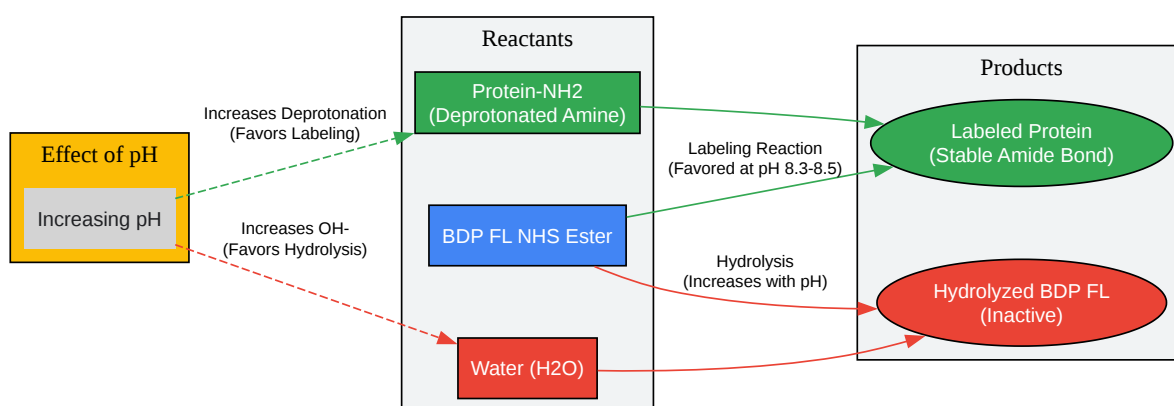 Effect of pH
Increasing pH
Increases Deprotonation
(Favors Labeling)
Increases OH-
(Favors Hydrolysis)
Reactants
Protein-NH2
(Deprotonated Amine)
BDP FL NHS Ester
Water (H2O)
Labeling Reaction
(Favored at pH 8.3-8.5)
Hydrolysis
(Increases with pH)
Products
Labeled Protein
(Stable Amide Bond)
Hydrolyzed BDP FL
(Inactive)